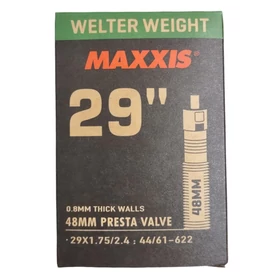 WELTER WEIGHT
MAXXIS®
29"
48MM
0.8MM THICK WALLS
48MM PRESTA VALVE
·29X1.75/2.4 ; 44/61-622